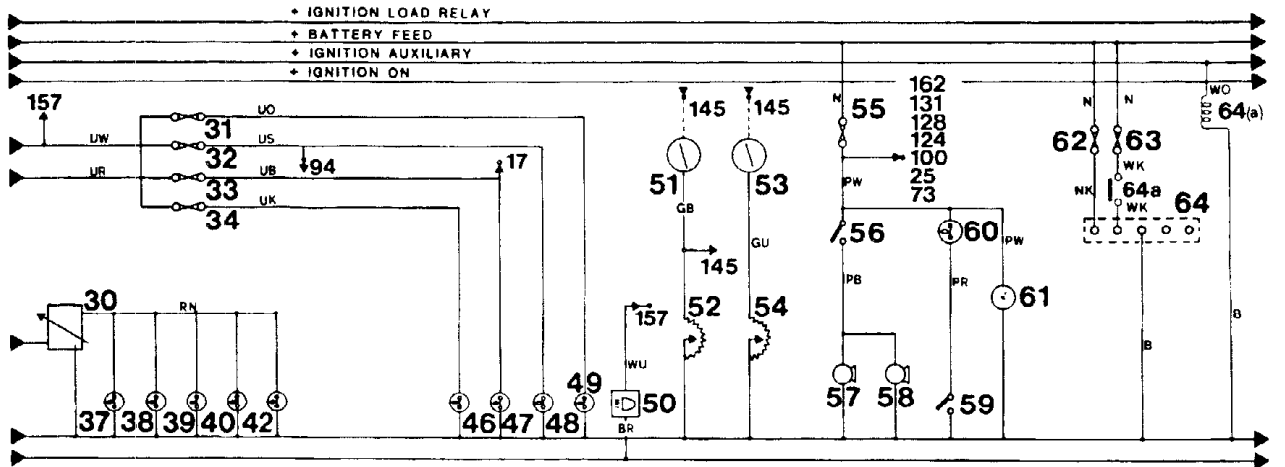 + IGNITION LOAD RELAY
+ BATTERY FEED
+ IGNITION AUXILIARY
+ IGNITION ON
157
UW
UR
31
32
33
34
UO
US
UB
UK
94
17
145
145
51
53
GB
GU
145
52
54
N
55
162
131
128
124
100
25
73
PW
56
60
PW
PB
PR
61
57
58
59
N
N
62
63
WK
NK
64a
WK
64
WO
64(a)
B
B
30
RN
37
38
39
40
42
46
47
48
49
157
WU
50
BR